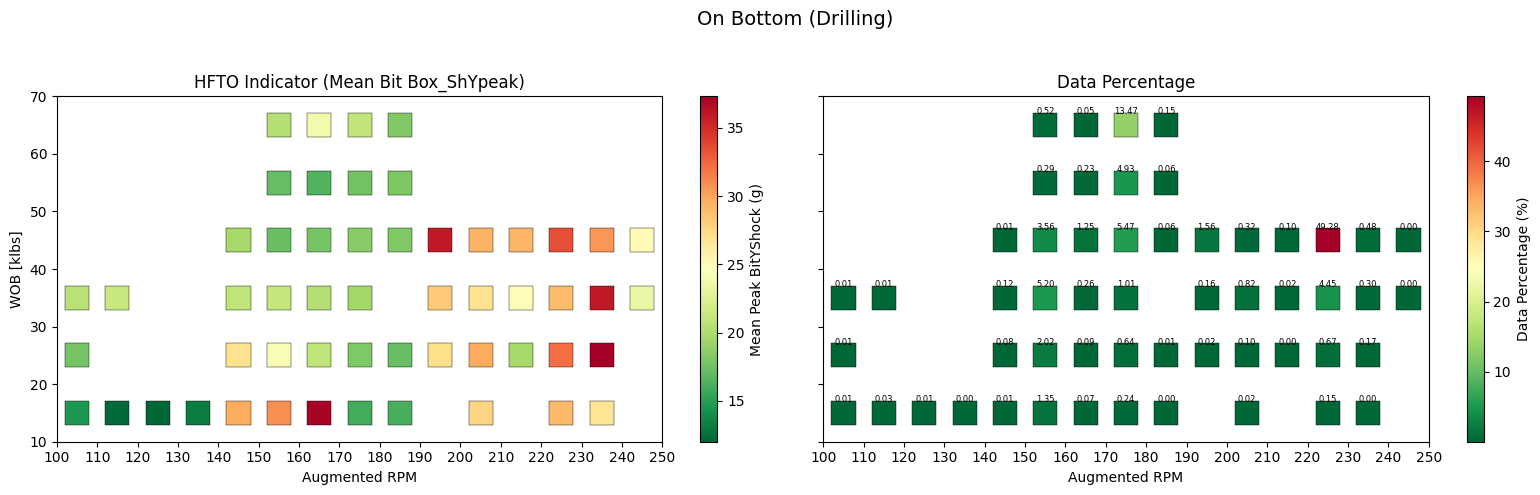 On Bottom (Drilling)
HFTO Indicator (Mean Bit Box_ShYpeak)
WOB [klbs]
70
60
50
40
30
20
10
100 110 120 130 140 150 160 170 180 190 200 210 220 230 240 250
Augmented RPM
35
30
25
20
15
Mean Peak BitYShock (g)
Data Percentage
0.52 0.05 13.47 0.15
0.29 0.23 4.93 0.06
0.01 3.56 1.25 5.47 0.06 1.56 0.32 0.10 49.28 0.48 0.00
0.01 0.01 0.12 5.20 0.26 1.01 0.16 0.82 0.02 4.45 0.30 0.00
0.01 0.08 2.02 0.09 0.64 0.01 0.02 0.10 0.00 0.67 0.17
0.01 0.03 0.01 0.00 0.01 1.35 0.07 0.24 0.00 0.02 0.15 0.00
100 110 120 130 140 150 160 170 180 190 200 210 220 230 240 250
Augmented RPM
40
30
20
10
Data Percentage (%)